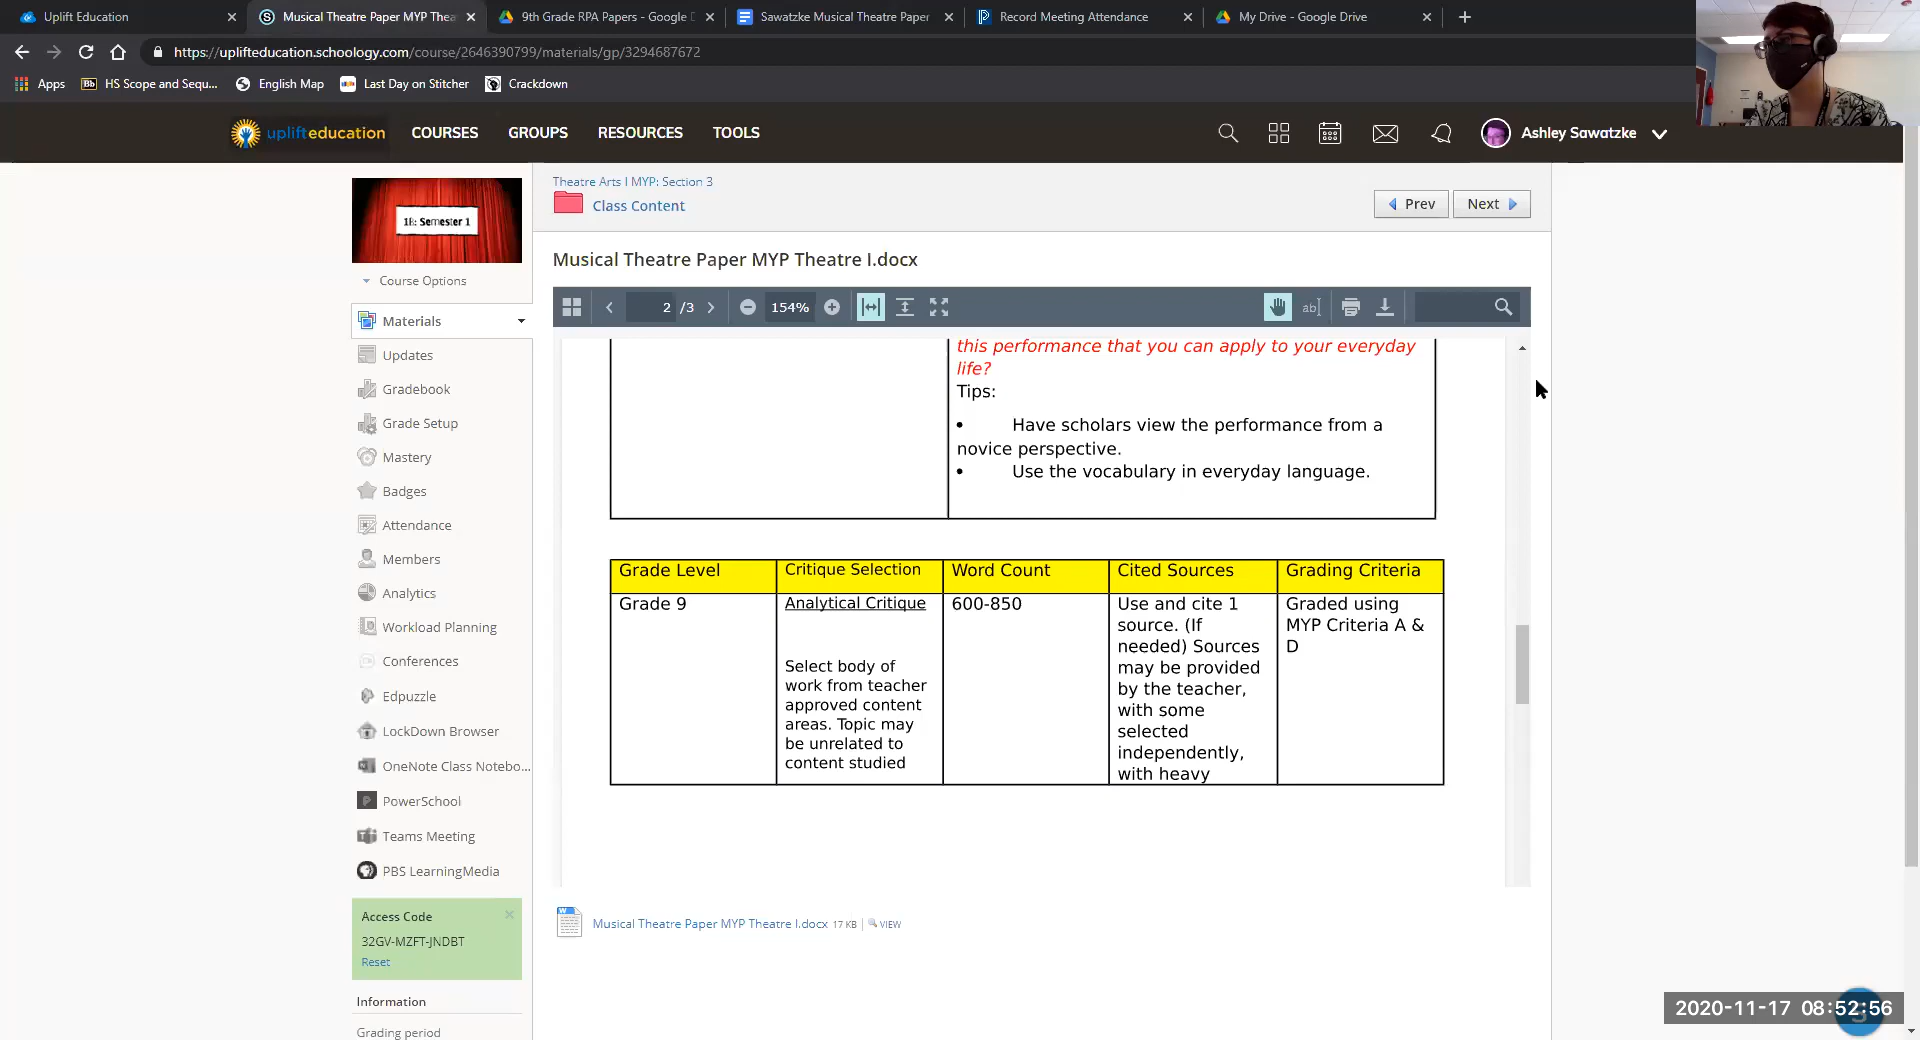 Uplift Education
Musical Theatre Paper MYP Thea
9th Grade RPA Papers - Google D
Sawatzke Musical Theatre Paper
Record Meeting Attendance
My Drive - Google Drive
https://uplifteducation.schoology.com/course/2646390799/materials/gp/3294687672
Apps
HS Scope and Sequ...
English Map
Last Day on Stitcher
Crackdown
uplifteducation
COURSES
GROUPS
RESOURCES
TOOLS
Ashley Sawatzke
1B: Semester 1
Course Options
Materials
Updates
Gradebook
Grade Setup
Mastery
Badges
Attendance
Members
Analytics
Workload Planning
Conferences
Edpuzzle
LockDown Browser
OneNote Class Notebo...
PowerSchool
Teams Meeting
PBS LearningMedia
Access Code
32GV-MZFT-JNDBT
Reset
Information
Grading period
Theatre Arts I MYP: Section 3
Class Content
Prev
Next
Musical Theatre Paper MYP Theatre I.docx
2 /3
154%
this performance that you can apply to your everyday
life?
Tips:
• Have scholars view the performance from a
novice perspective.
• Use the vocabulary in everyday language.
Grade Level
Critique Selection
Word Count
Cited Sources
Grading Criteria
Grade 9
Analytical Critique
Select body of
work from teacher
approved content
areas. Topic may
be unrelated to
content studied
600-850
Use and cite 1
source. (If
needed) Sources
may be provided
by the teacher,
with some
selected
independently,
with heavy
Graded using
MYP Criteria A &
D
Musical Theatre Paper MYP Theatre I.docx 17 KB VIEW
2020-11-17 08:52:56